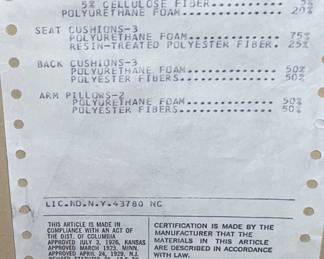 5% CELLULOSE FIBER...........
POLYURETHANE FOAM............ 20%
SEAT CUSHIONS-3
POLYURETHANE FOAM............... 75%
RESIN-TREATED POLYESTER FIBER. 25%
BACK CUSHIONS-3
POLYURETHANE FOAM............... 50%
POLYESTER FIBERS................ 50%
ARM PILLOWS-2
POLYURETHANE FOAM............... 50%
POLYESTER FIBERS................ 50%
LIC.NO.N.Y.43780 NC
THIS ARTICLE IS MADE IN
COMPLIANCE WITH AN ACT OF
THE DIST. OF COLUMBIA
APPROVED JULY 3, 1926, KANSAS
APPROVED MARCH 1923, MINN.
APPROVED APRIL 24, 1929, N.J.
CERTIFICATION IS MADE BY THE
MANUFACTURER THAT THE
MATERIALS IN THIS ARTICLE
ARE DESCRIBED IN ACCORDANCE
WITH LAW.